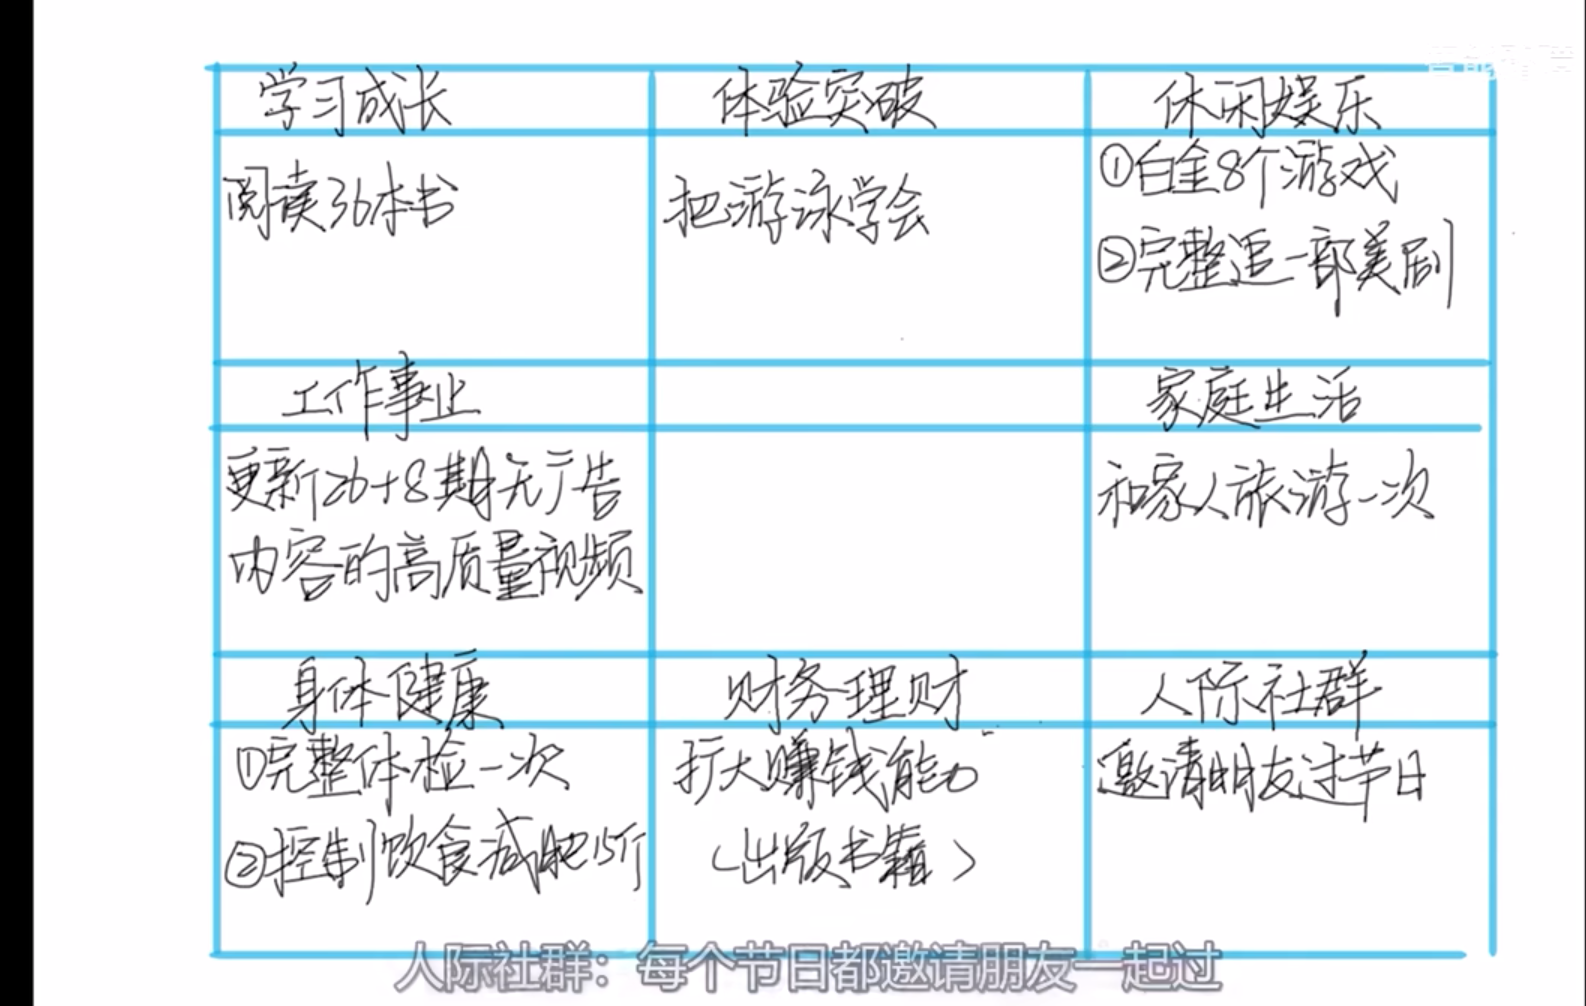 学习成长
体验突破
休闲娱乐
阅读36本书
把游泳学会
①白金8个游戏
②完整追一部美剧
工作事业
家庭生活
更新26+8期无广告
内容的高质量视频
和家人旅游一次
身体健康
财务理财
人际社群
①完整体检一次
②控制饮食减肥15斤
扩大赚钱能力
(出版书籍)
邀请朋友过节日
人际社群：每个节日都邀请朋友一起过